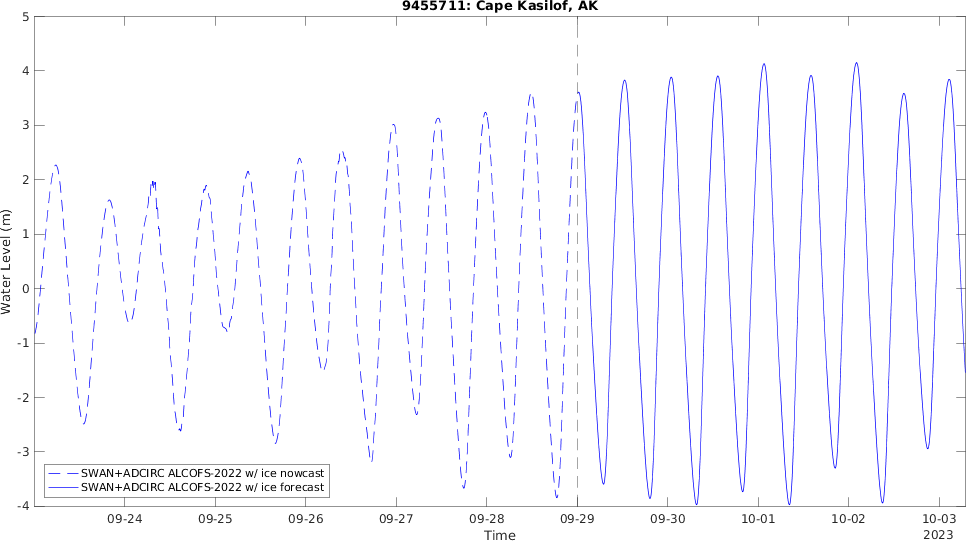 9455711: Cape Kasilof, AK
5
4
3
2
1
0
-1
-2
-3
-4
Water Level (m)
SWAN+ADCIRC ALCOFS-2022 w/ ice nowcast
SWAN+ADCIRC ALCOFS-2022 w/ ice forecast
09-24 09-25 09-26 09-27 09-28 09-29 09-30 10-01 10-02 10-03
Time
2023